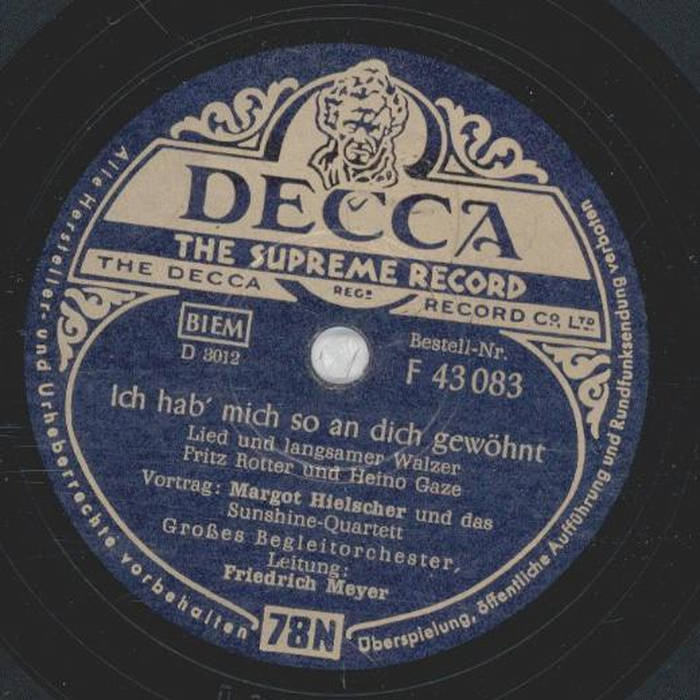 DECCA
THE SUPREME RECORD
THE DECCA REGD RECORD CO. LTD
BIEM
D 8012
Bestell-Nr.
F 43 083
Ich hab' mich so an dich gewöhnt
Lied und langsamer Walzer
Fritz Rotter und Heino Gaze
Vortrag: Margot Hielscher und das
Sunshine-Quartett
Großes Begleitorchester,
Leitung:
Friedrich Meyer
78N
Alle Hersteller- und Urheberrechte vorbehalten
Überspielung, öffentliche Aufführung und Rundfunksendung verboten